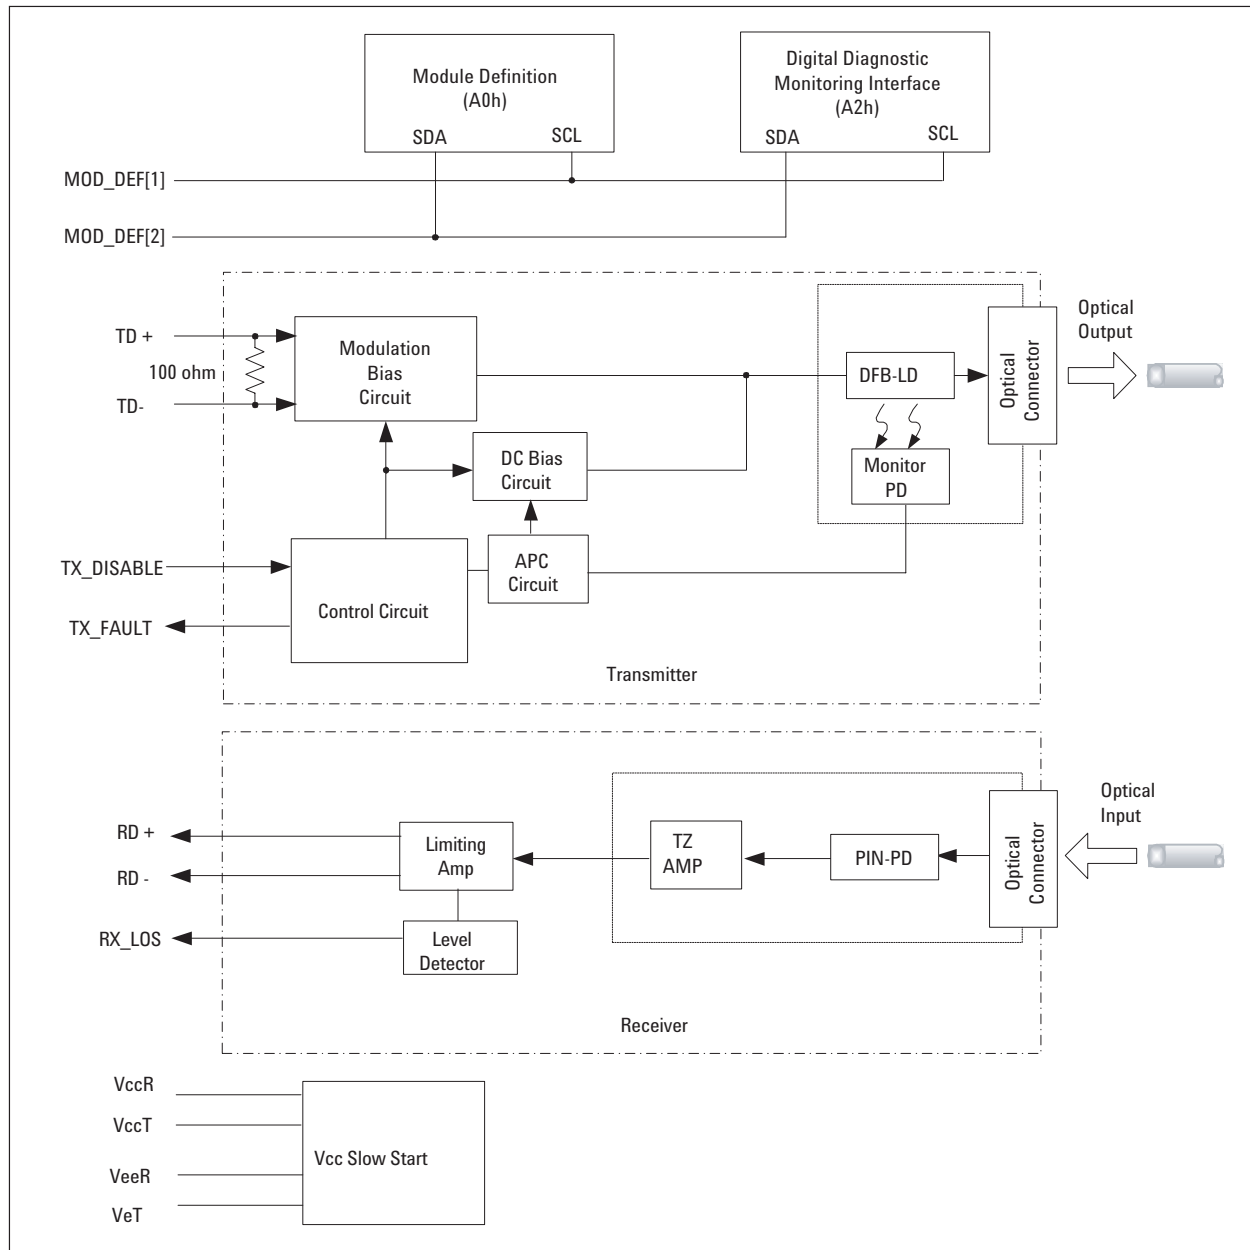 Module Definition
(A0h)
SDA
SCL
Digital Diagnostic
Monitoring Interface
(A2h)
SDA
SCL
MOD_DEF[1]
MOD_DEF[2]
TD +
100 ohm
TD-
Modulation
Bias
Circuit
DFB-LD
Optical
Connector
Optical
Output
DC Bias
Circuit
Monitor
PD
TX_DISABLE
TX_FAULT
Control Circuit
APC
Circuit
Transmitter
RD +
RD -
RX_LOS
Limiting
Amp
Level
Detector
TZ
AMP
PIN-PD
Optical
Connector
Optical
Input
Receiver
VccR
VccT
VeeR
VeT
Vcc Slow Start